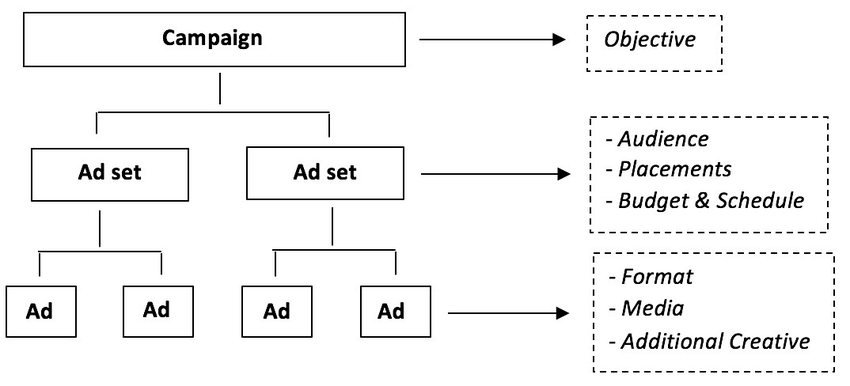 Campaign
Objective
Ad set
Ad set
- Audience
- Placements
- Budget & Schedule
Ad
Ad
Ad
Ad
- Format
- Media
- Additional Creative